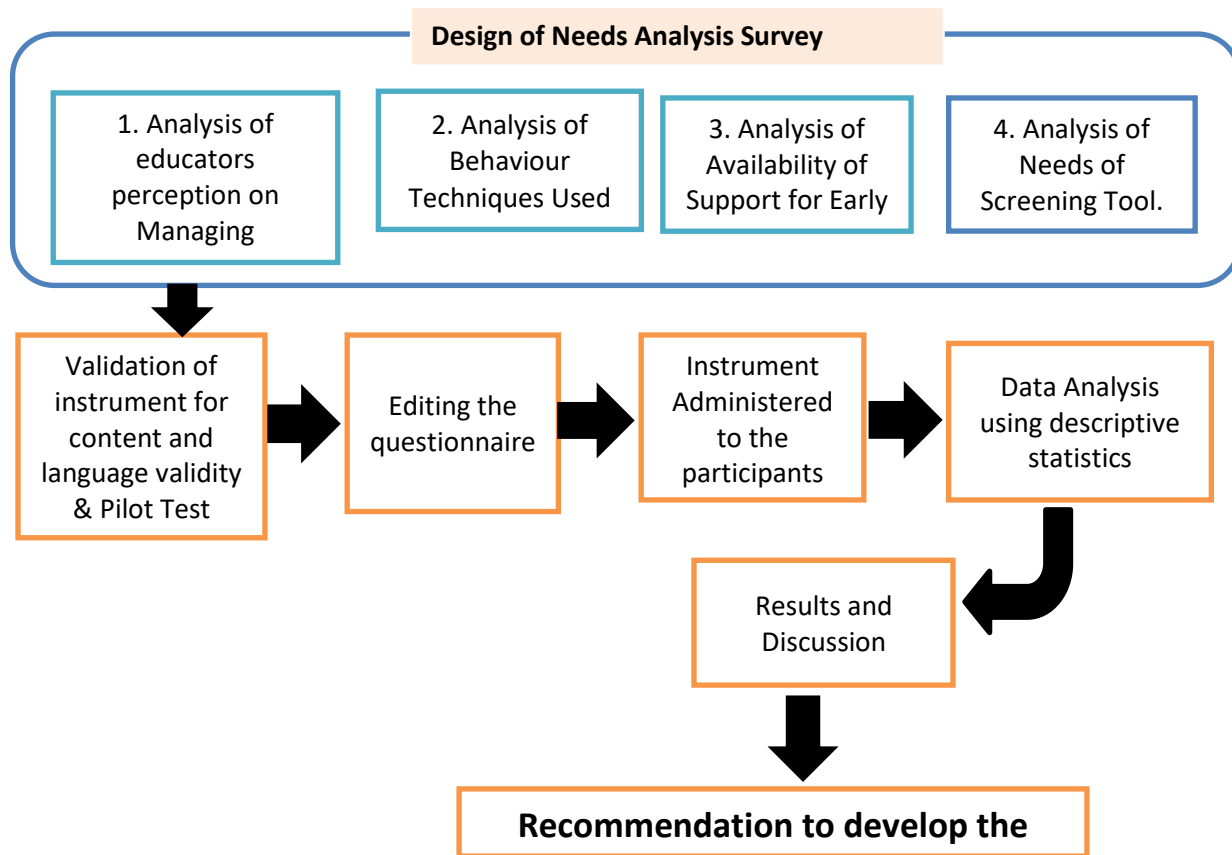 Design of Needs Analysis Survey
1. Analysis of
educators
perception on
Managing
2. Analysis of
Behaviour
Techniques Used
3. Analysis of
Availability of
Support for Early
4. Analysis of
Needs of
Screening Tool.
Validation of
instrument for
content and
language validity
& Pilot Test
Editing the
questionnaire
Instrument
Administered
to the
participants
Data Analysis
using descriptive
statistics
Results and
Discussion
Recommendation to develop the